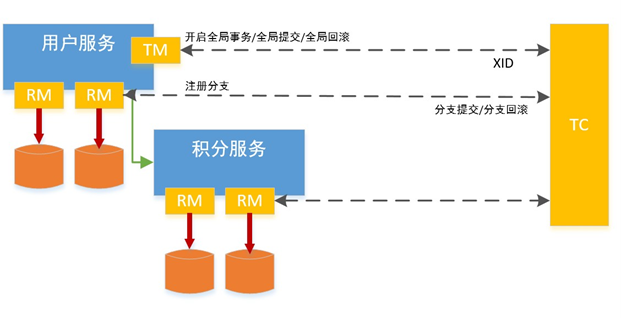 用户服务
TM
开启全局事务/全局提交/全局回滚
XID
RM
RM
注册分支
分支提交/分支回滚
TC
积分服务
RM
RM